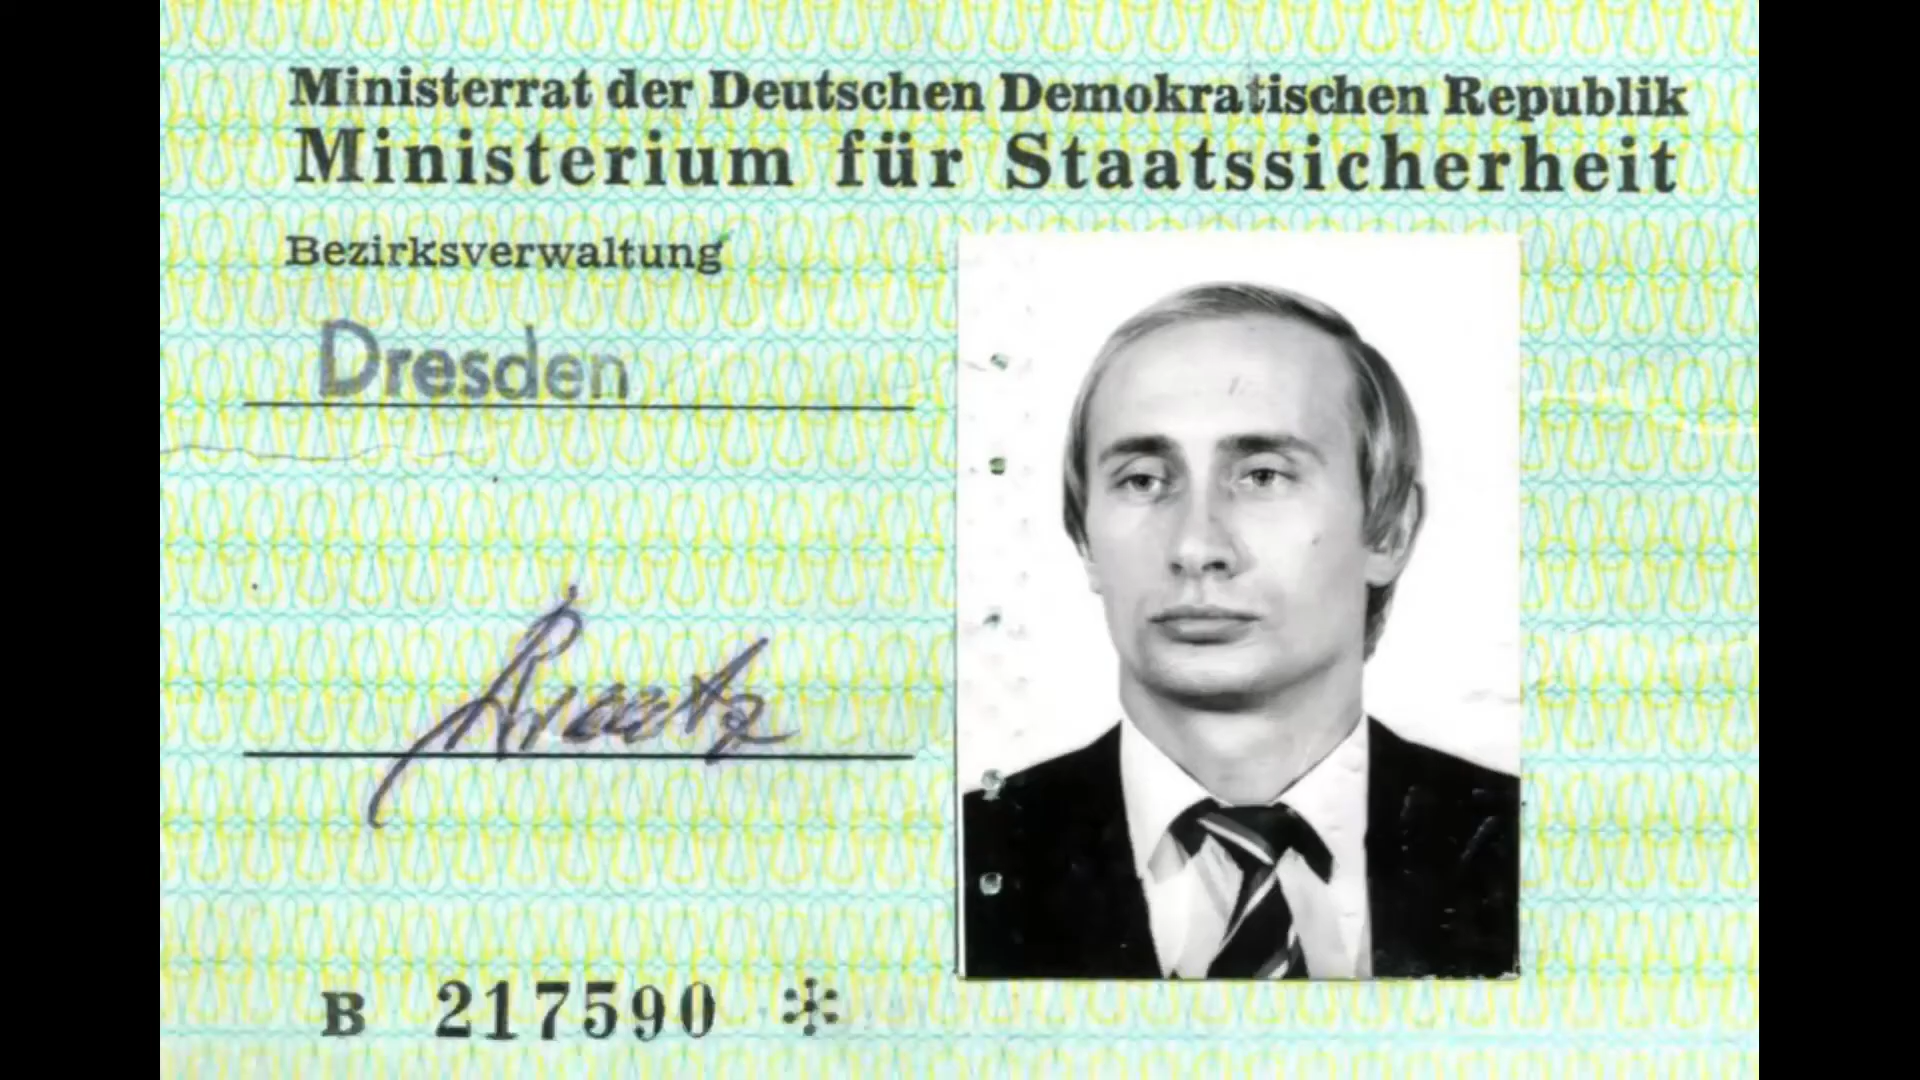 Ministerrat der Deutschen Demokratischen Republik
Ministerium für Staatssicherheit
Bezirksverwaltung
Dresden
B 217590 *